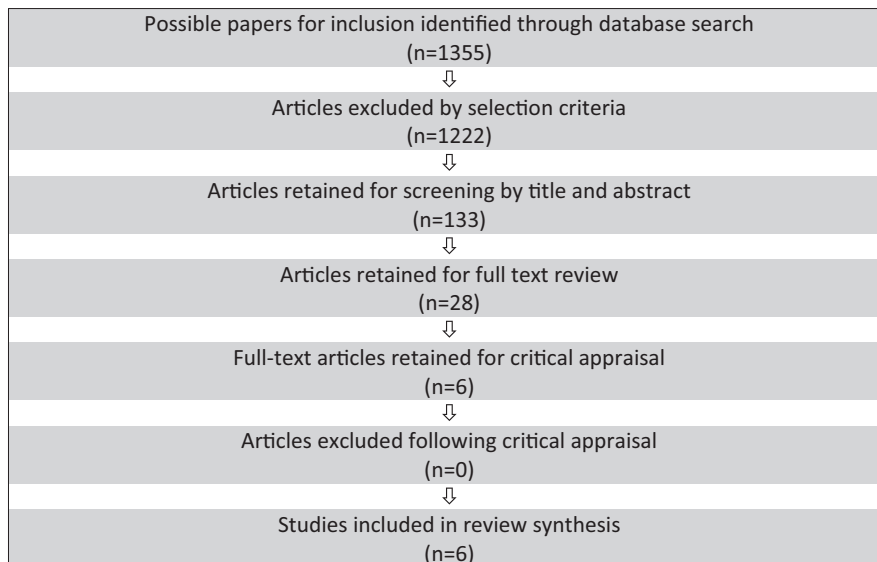 Possible papers for inclusion identified through database search
(n=1355)
⇩
Articles excluded by selection criteria
(n=1222)
⇩
Articles retained for screening by title and abstract
(n=133)
⇩
Articles retained for full text review
(n=28)
⇩
Full-text articles retained for critical appraisal
(n=6)
⇩
Articles excluded following critical appraisal
(n=0)
⇩
Studies included in review synthesis
(n=6)